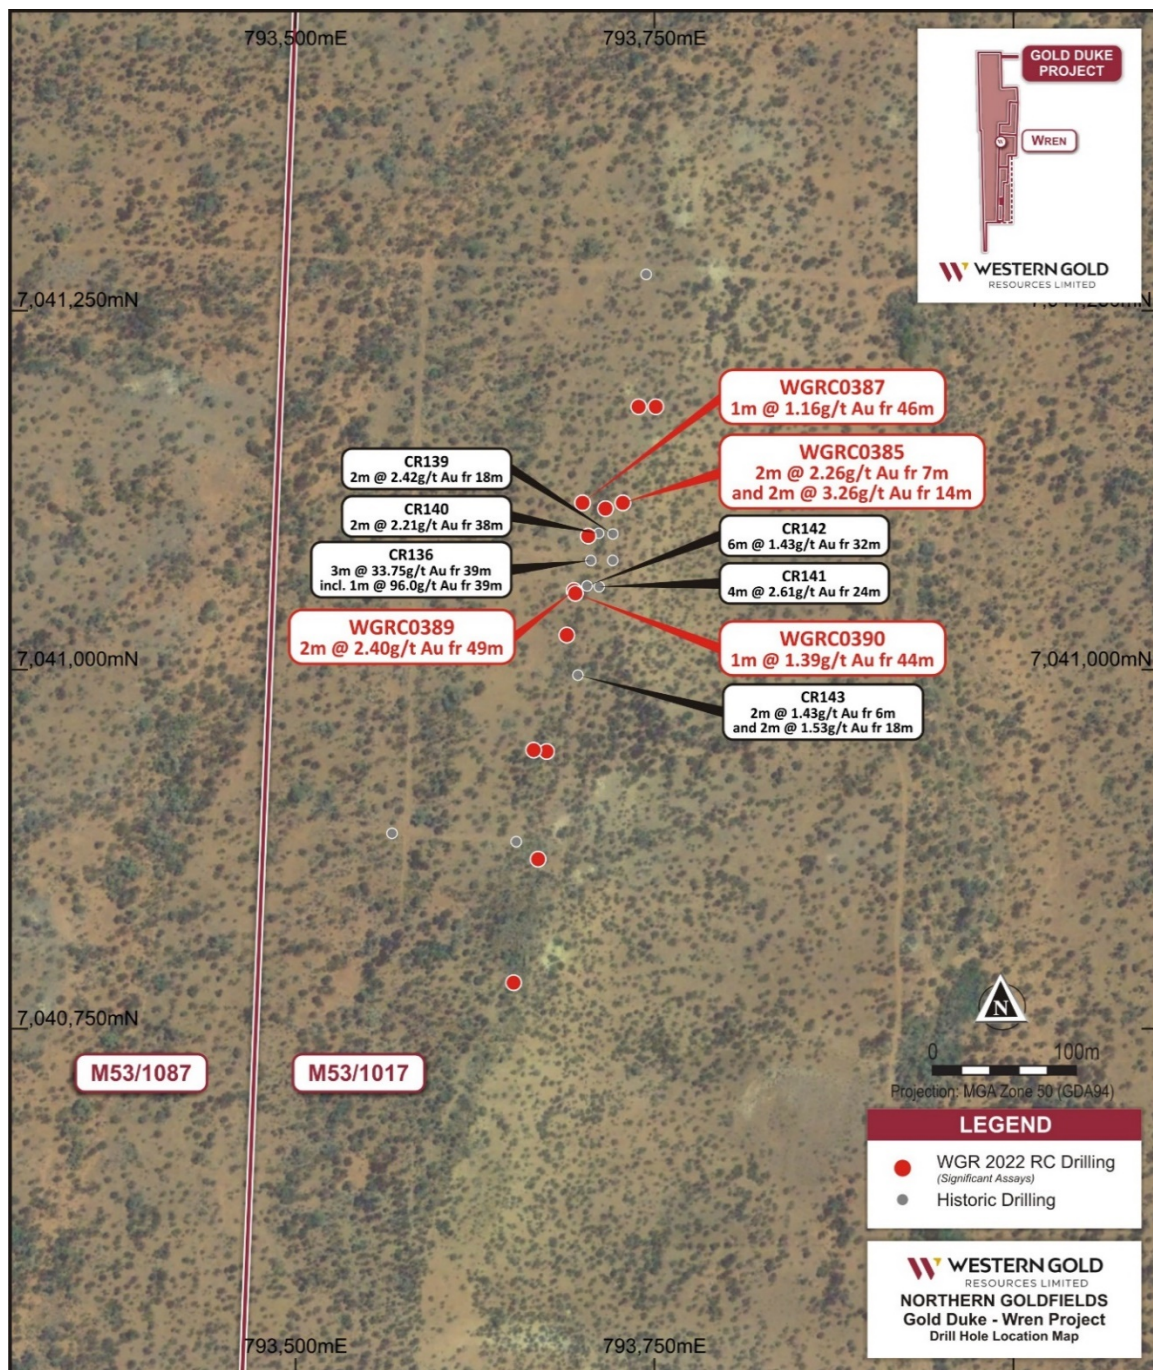 793,500mE
793,750mE
GOLD DUKE
PROJECT
WREN
WESTERN GOLD
RESOURCES LIMITED
7,041,250mN
WGRC0387
1m @ 1.16g/t Au fr 46m
WGRC0385
2m @ 2.26g/t Au fr 7m
and 2m @ 3.26g/t Au fr 14m
CR139
2m @ 2.42g/t Au fr 18m
CR140
2m @ 2.21g/t Au fr 38m
CR142
6m @ 1.43g/t Au fr 32m
CR136
3m @ 33.75g/t Au fr 39m
incl. 1m @ 96.0g/t Au fr 39m
CR141
4m @ 2.61g/t Au fr 24m
WGRC0389
2m @ 2.40g/t Au fr 49m
WGRC0390
1m @ 1.39g/t Au fr 44m
7,041,000mN
7,041,000mN
CR143
2m @ 1.43g/t Au fr 6m
and 2m @ 1.53g/t Au fr 18m
N
7,040,750mN
0 100m
Projection: MGA Zone 50 (GDA94)
M53/1087
M53/1017
LEGEND
WGR 2022 RC Drilling
(Significant Assays)
Historic Drilling
WESTERN GOLD
RESOURCES LIMITED
NORTHERN GOLDFIELDS
Gold Duke - Wren Project
Drill Hole Location Map
793,500mE
793,750mE